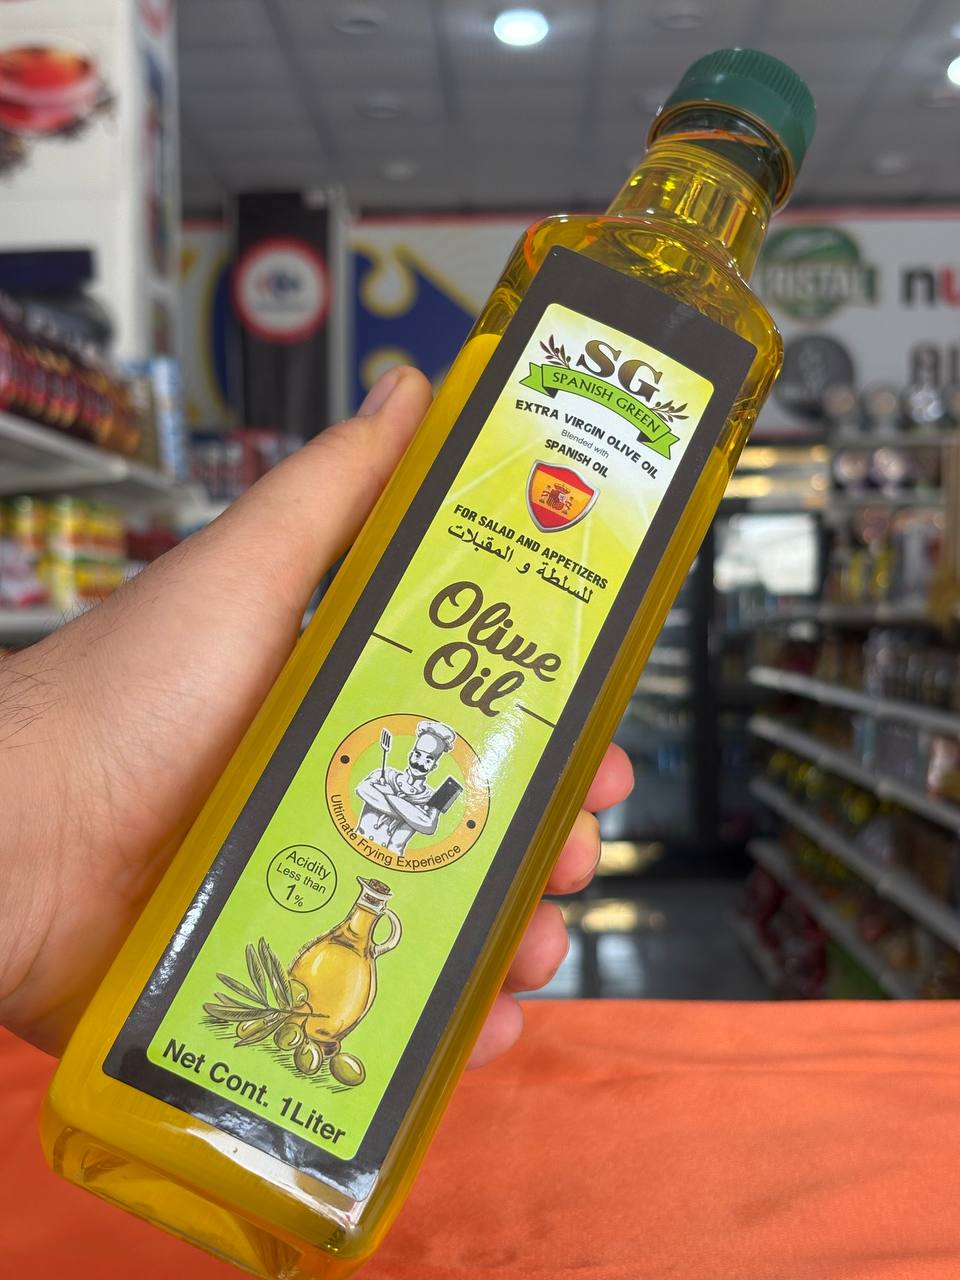 SG
SPANISH GREEN
EXTRA VIRGIN OLIVE OIL
Blended with
SPANISH OIL
FOR SALAD AND APPETIZERS
للسلطة و المقبلات
Olive
Oil
Ultimate Frying Experience
Acidity
Less than
1%
Net Cont. 1Liter
KRISTAL